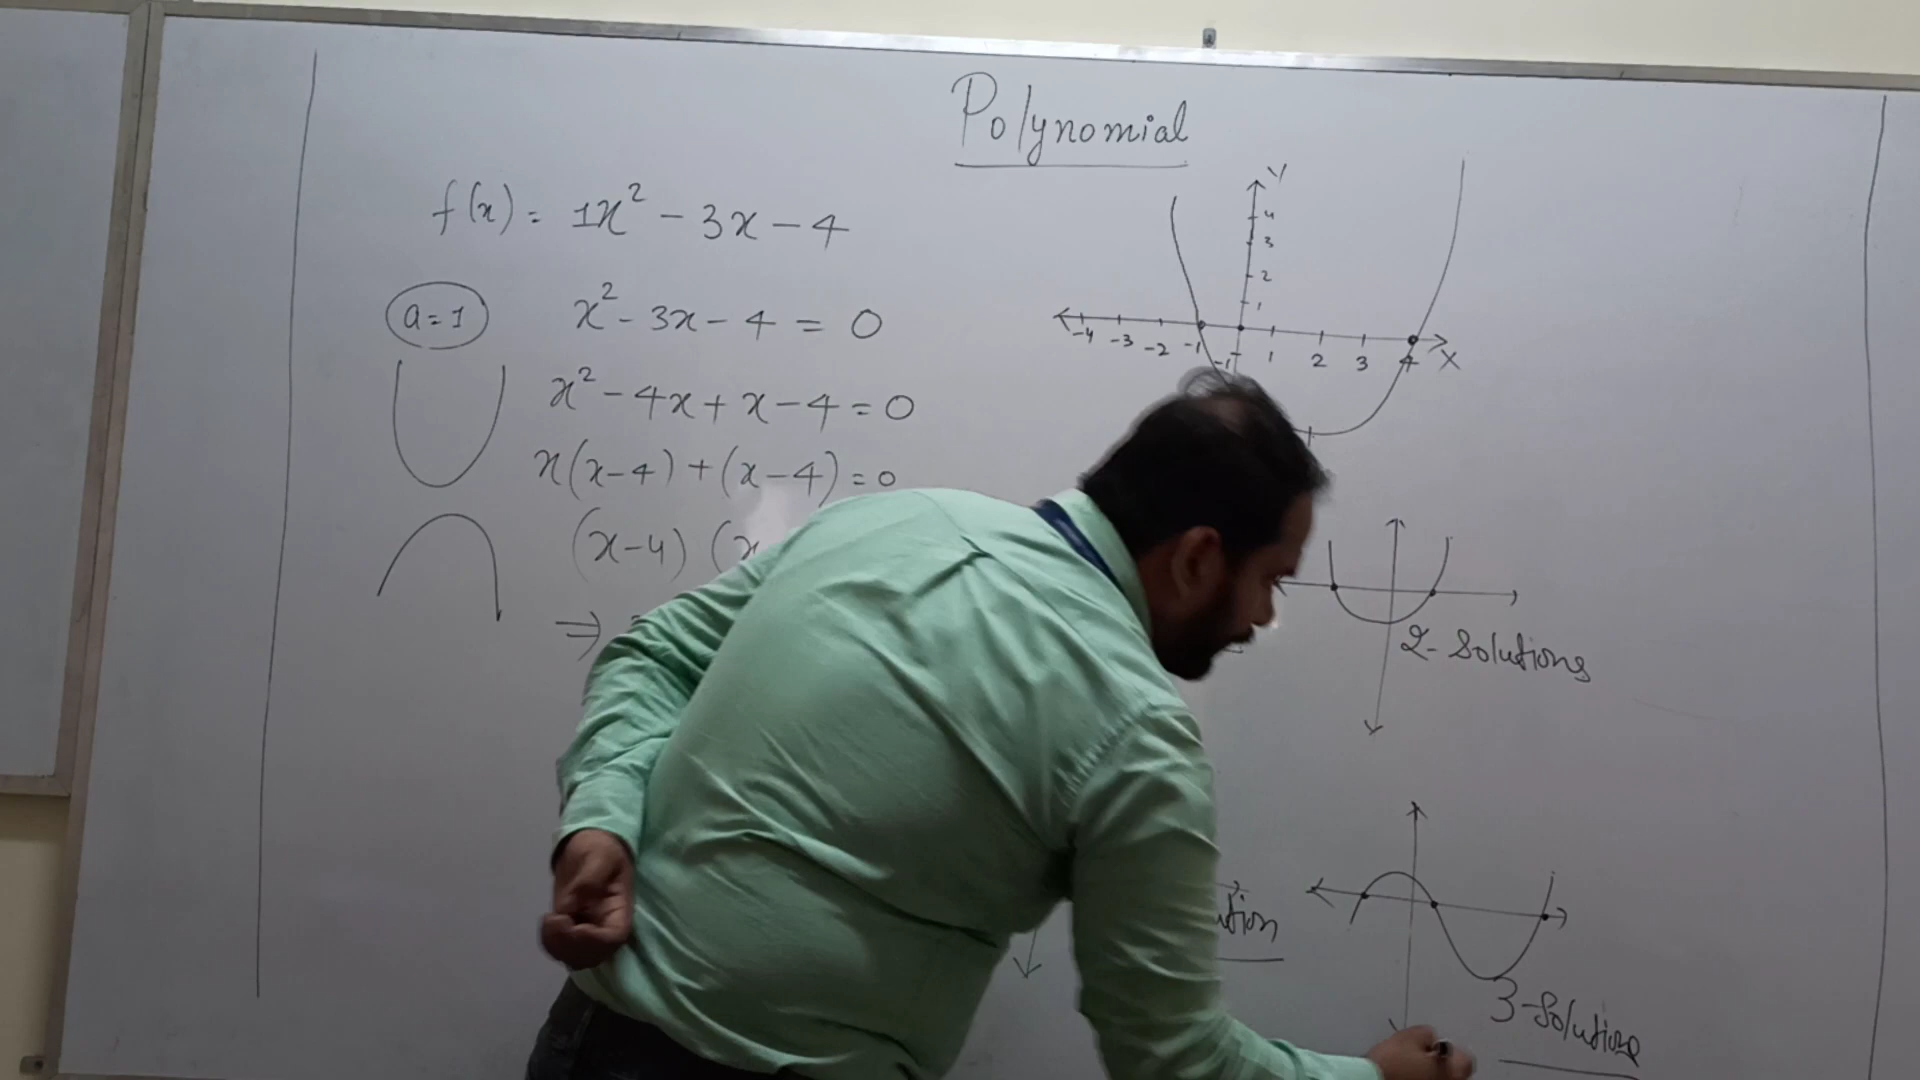 Polynomial
f(x) = 1x² - 3x - 4
a = 1
x² - 3x - 4 = 0
x² - 4x + x - 4 = 0
x(x-4) + (x-4) = 0
(x-4) (x
⇒
Y
4
3
2
1
-4 -3 -2 -1 1 2 3 4 X
-1
2- Solutions
3-Solutions